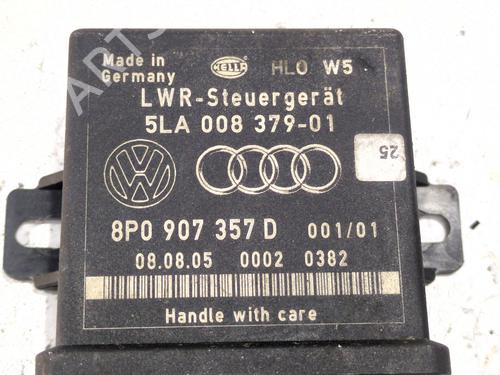 Made in
Germany
HELLA
HLO W5
LWR-Steuergerät
5LA 008 379-01
25
8P0 907 357 D 001/01
08.08.05 0002 0382
Handle with care